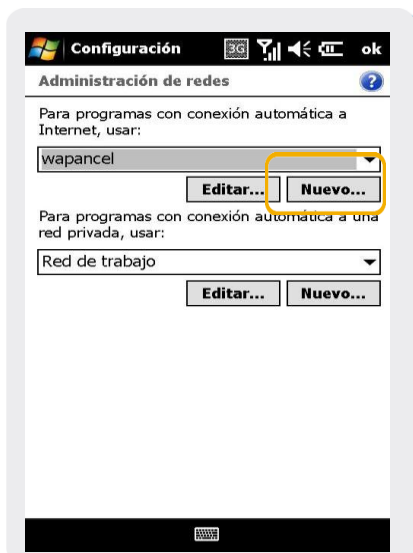 Configuración 3G ok
Administración de redes ?
Para programas con conexión automática a
Internet, usar:
wapancel
Editar... Nuevo...
Para programas con conexión automática a una
red privada, usar:
Red de trabajo
Editar... Nuevo...